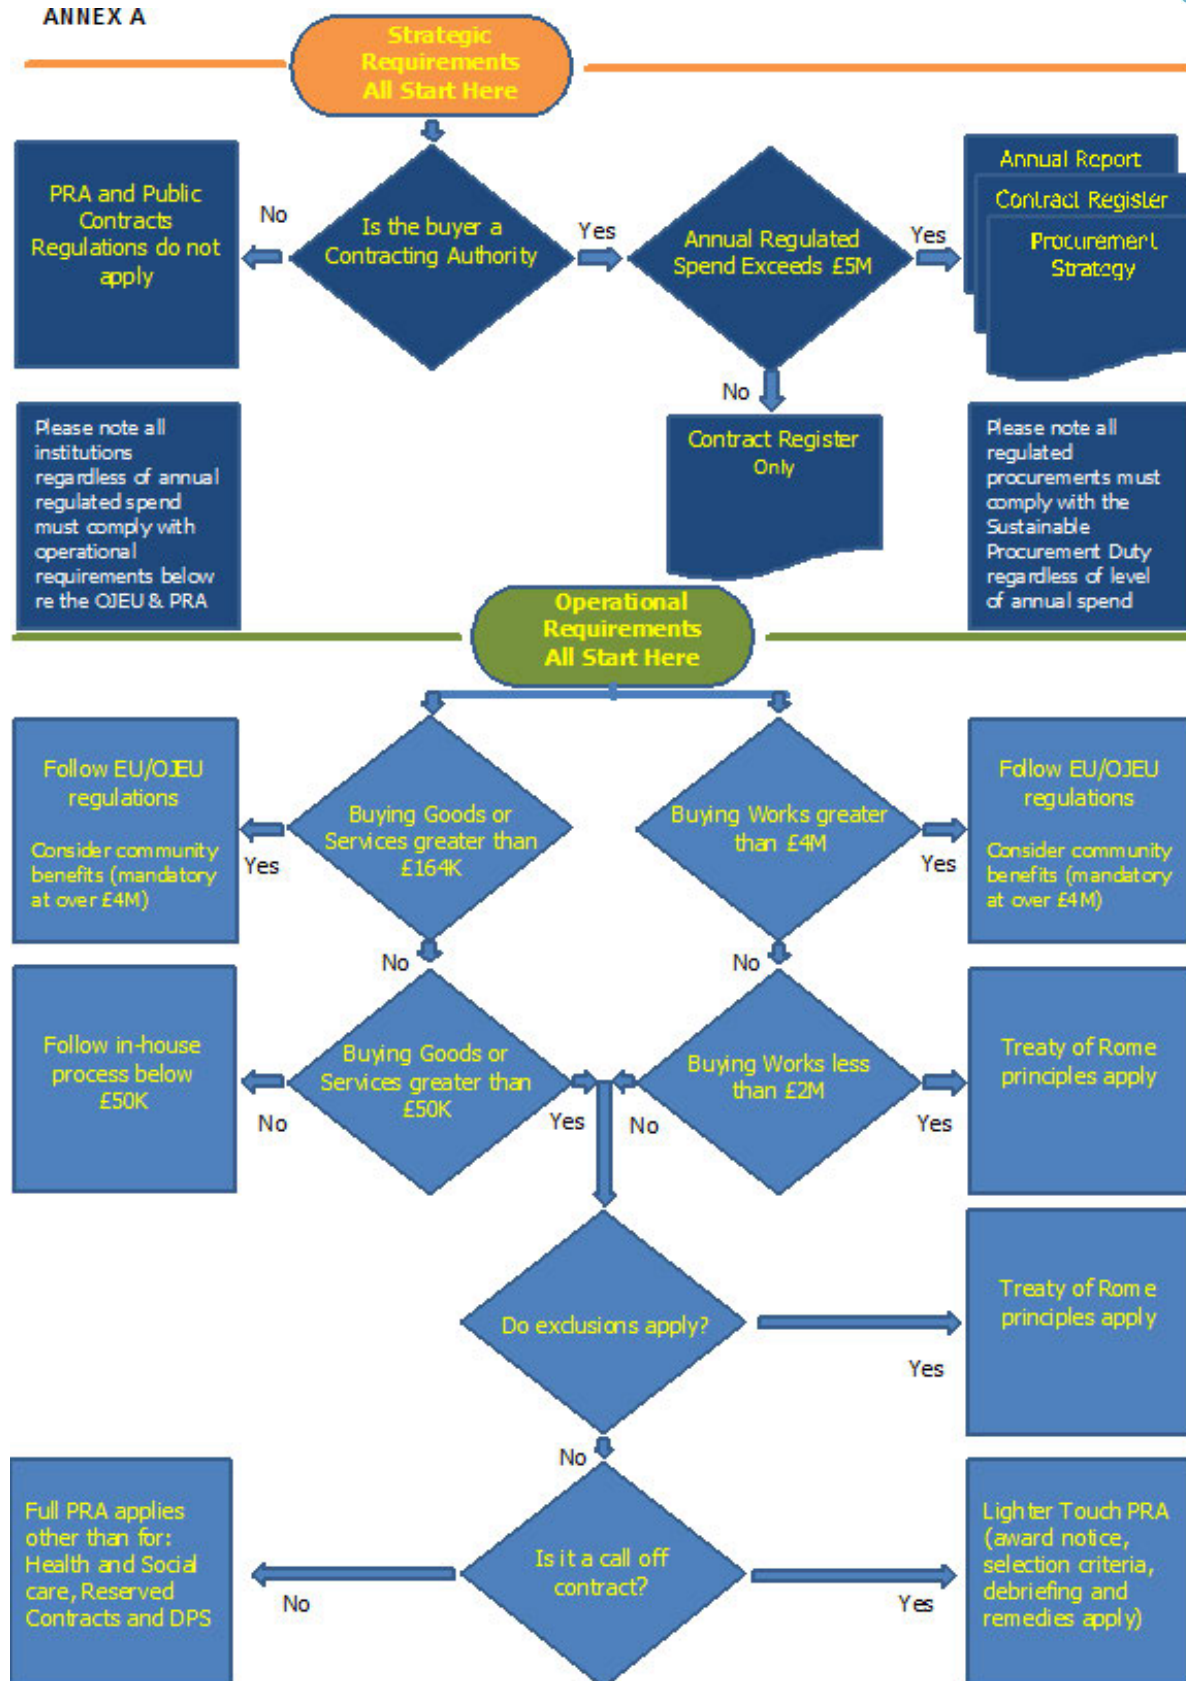 ANNEX A
Strategic
Requirements
All Start Here
PRA and Public
Contracts
Regulations do not
apply
No
Is the buyer a
Contracting Authority
Yes
Annual Regulated
Spend Exceeds £5M
Yes
Annual Report
Contract Register
Procurement
Strategy
No
Contract Register
Only
Please note all
institutions
regardless of annual
regulated spend
must comply with
operational
requirements below
re the OJEU & PRA
Please note all
regulated
procurements must
comply with the
Sustainable
Procurement Duty
regardless of level
of annual spend
Operational
Requirements
All Start Here
Follow EU/OJEU
regulations
Consider community
benefits (mandatory
at over £4M)
Yes
Buying Goods or
Services greater than
£164K
Buying Works greater
than £4M
Yes
Follow EU/OJEU
regulations
Consider community
benefits (mandatory
at over £4M)
No
No
Follow in-house
process below
£50K
No
Buying Goods or
Services greater than
£50K
Yes
No
Buying Works less
than £2M
Yes
Treaty of Rome
principles apply
Do exclusions apply?
Yes
Treaty of Rome
principles apply
No
Full PRA applies
other than for:
Health and Social
care, Reserved
Contracts and DPS
No
Is it a call off
contract?
Yes
Lighter Touch PRA
(award notice,
selection criteria,
debriefing and
remedies apply)